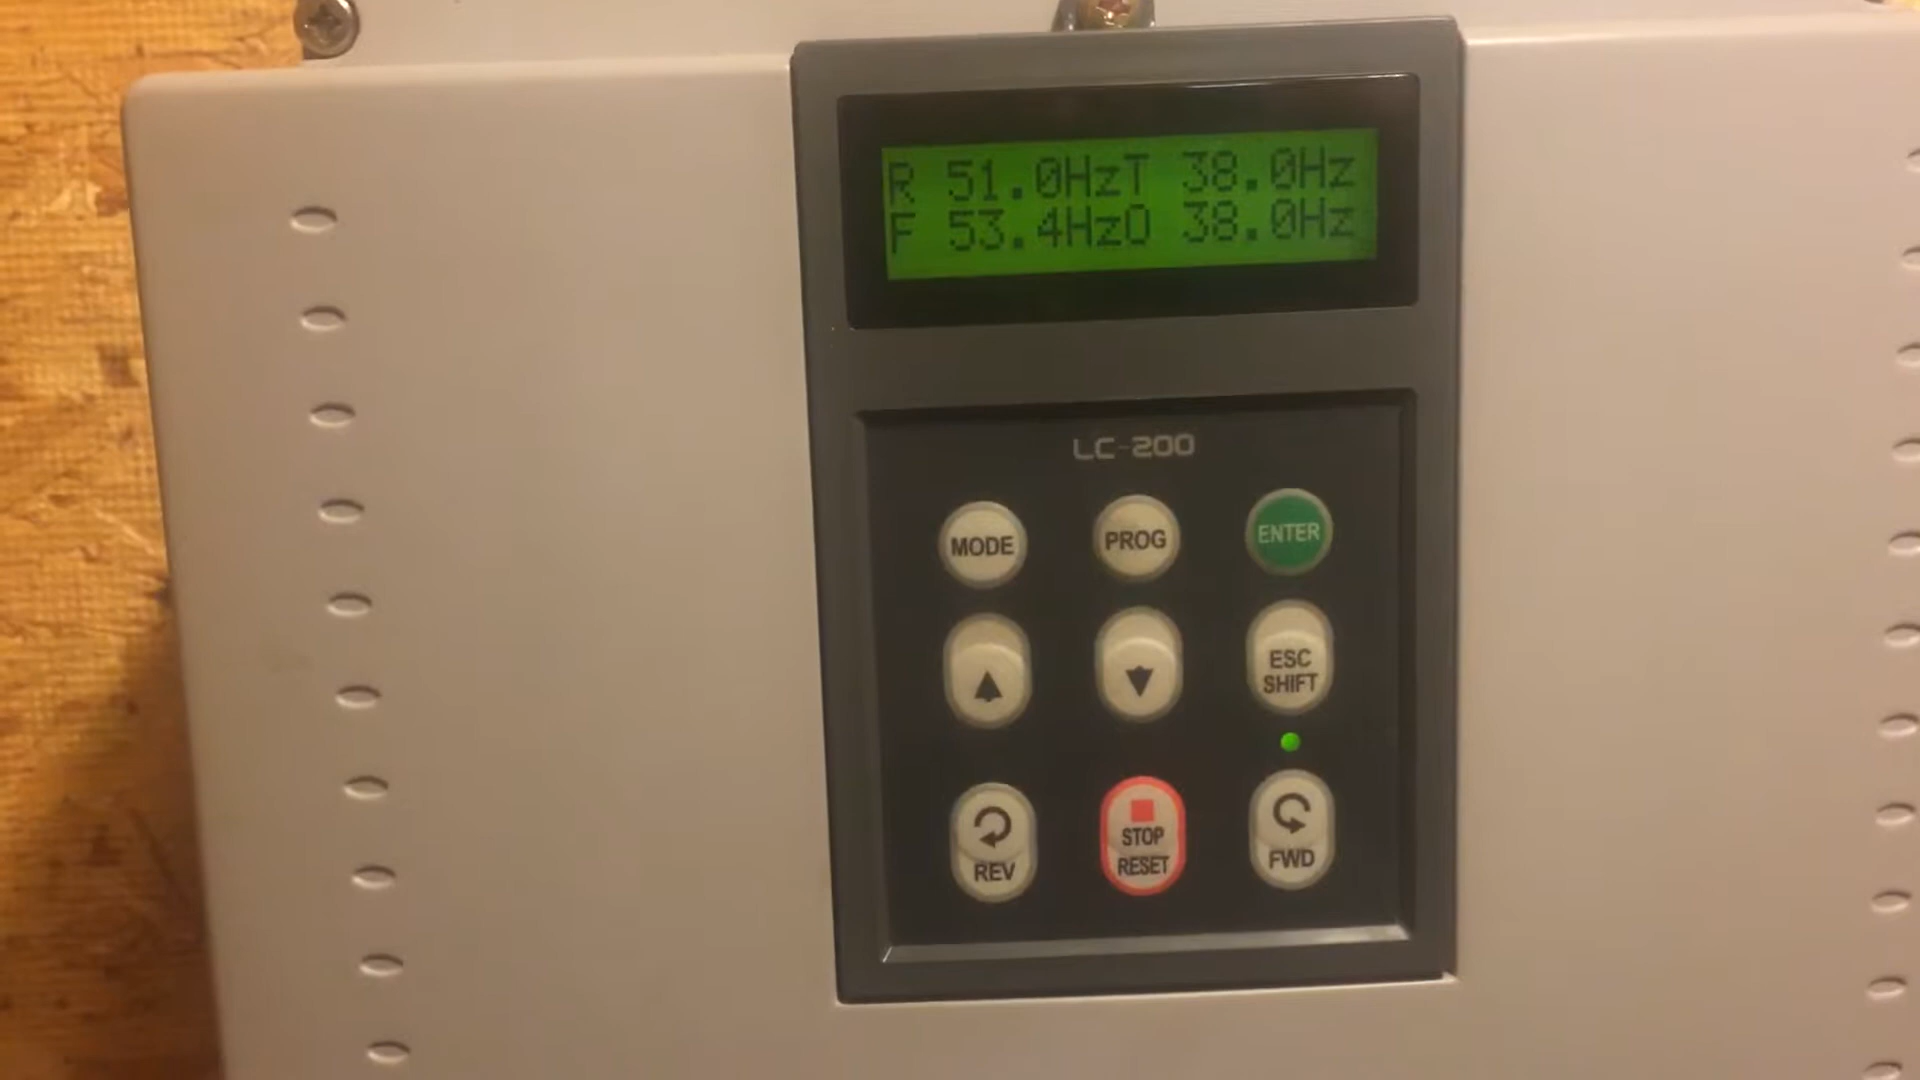 R 51.0HzT 38.0Hz
F 53.4HzO 38.0Hz
LC-200
MODE PROG ENTER
ESC
SHIFT
REV STOP
RESET FWD